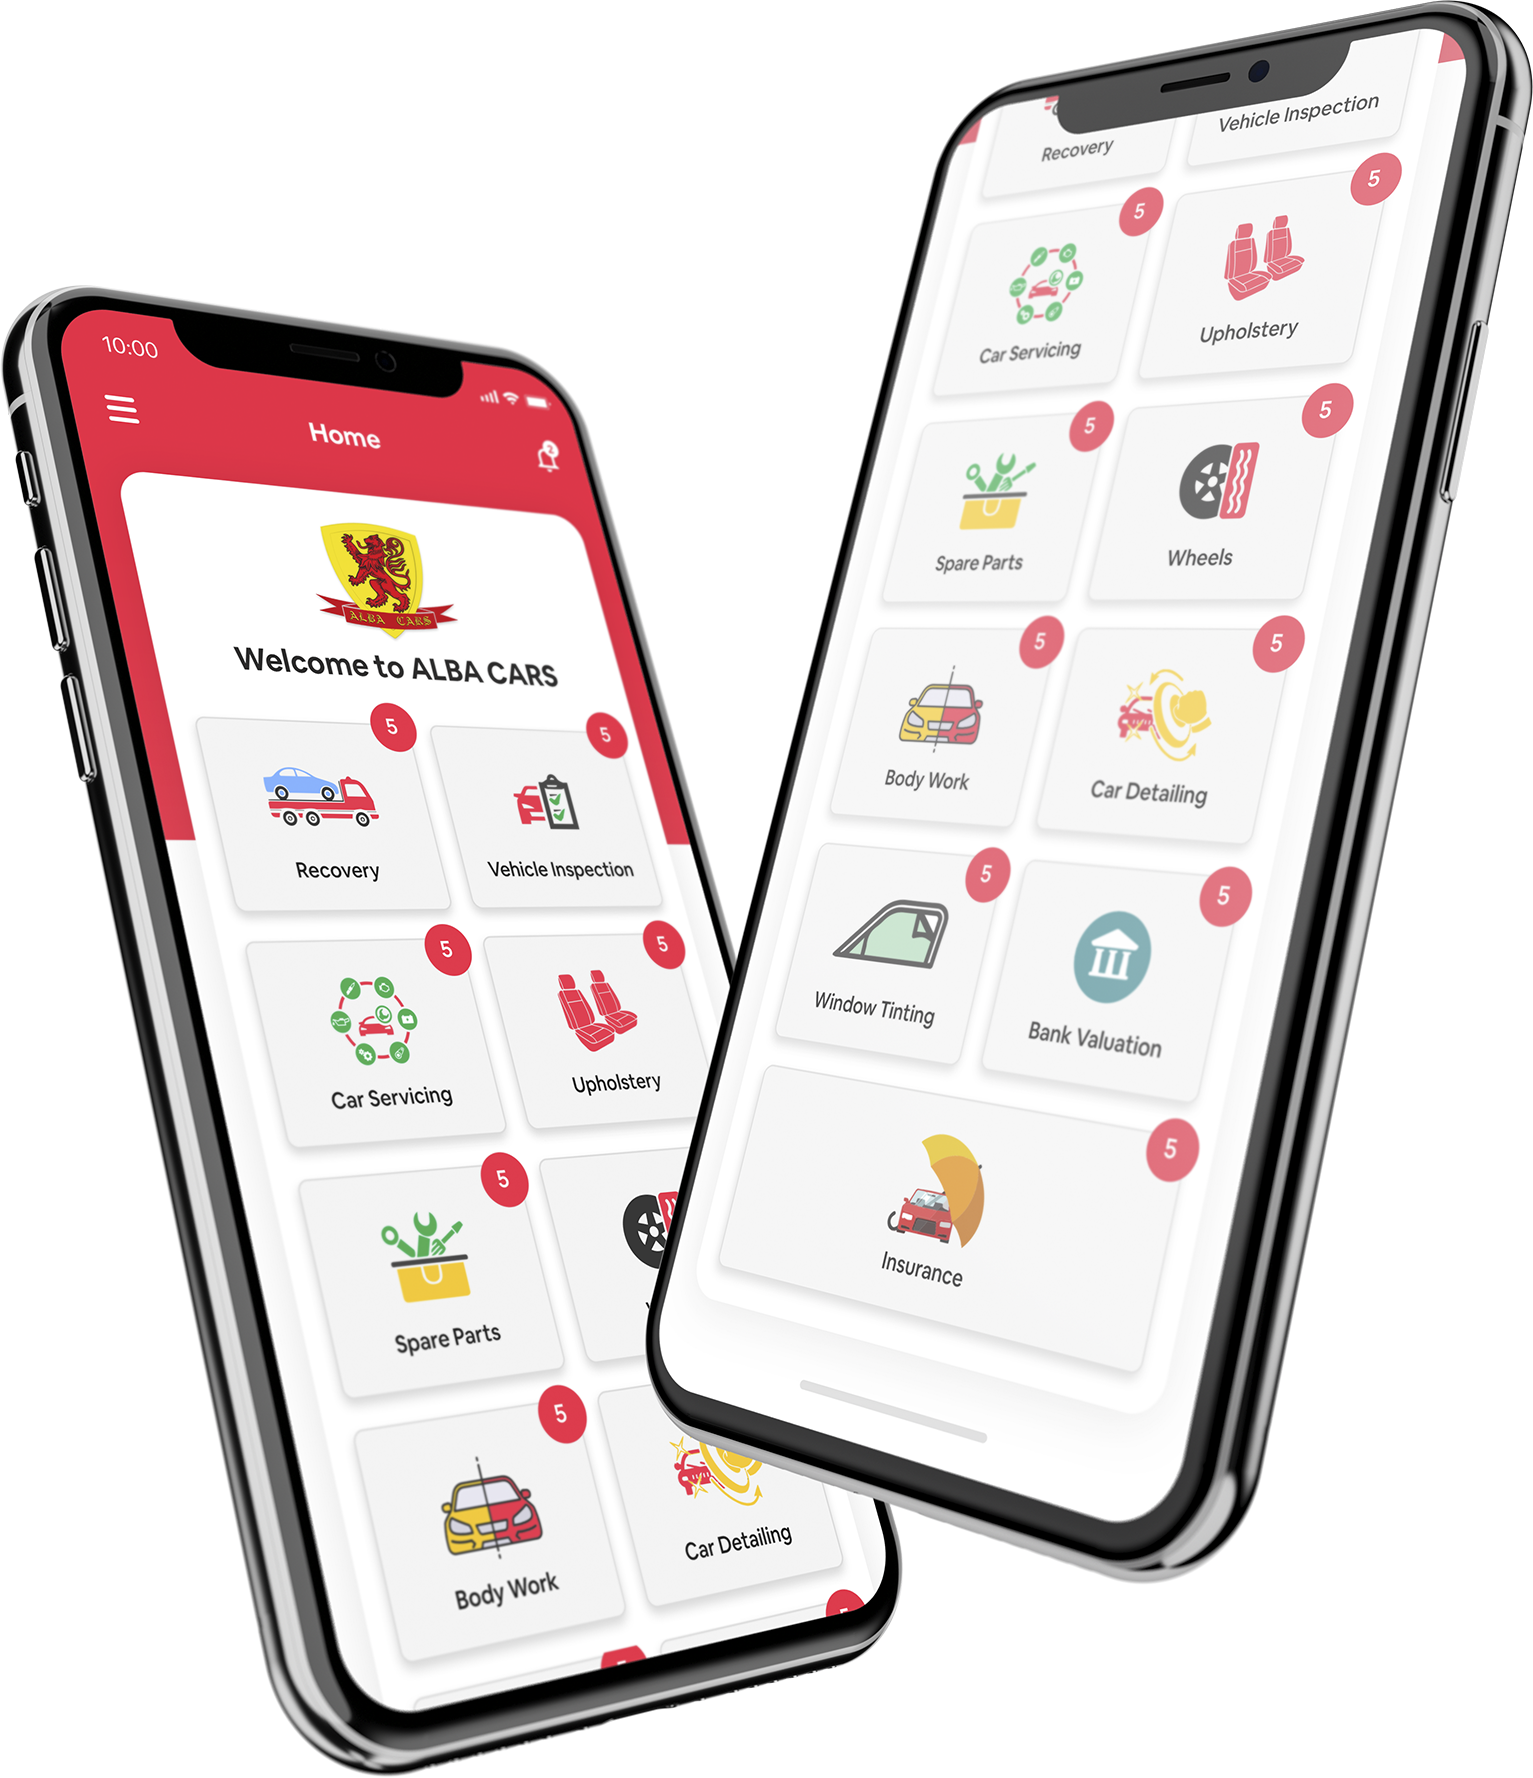 10:00
Home
2
ALBA CARS
Welcome to ALBA CARS
5
5
Recovery
Vehicle Inspection
5
5
Car Servicing
Upholstery
5
Spare Parts
5
Body Work
Car Detailing
Recovery
Vehicle Inspection
5
5
Car Servicing
Upholstery
5
5
Spare Parts
Wheels
5
5
Body Work
Car Detailing
5
5
Window Tinting
Bank Valuation
5
Insurance